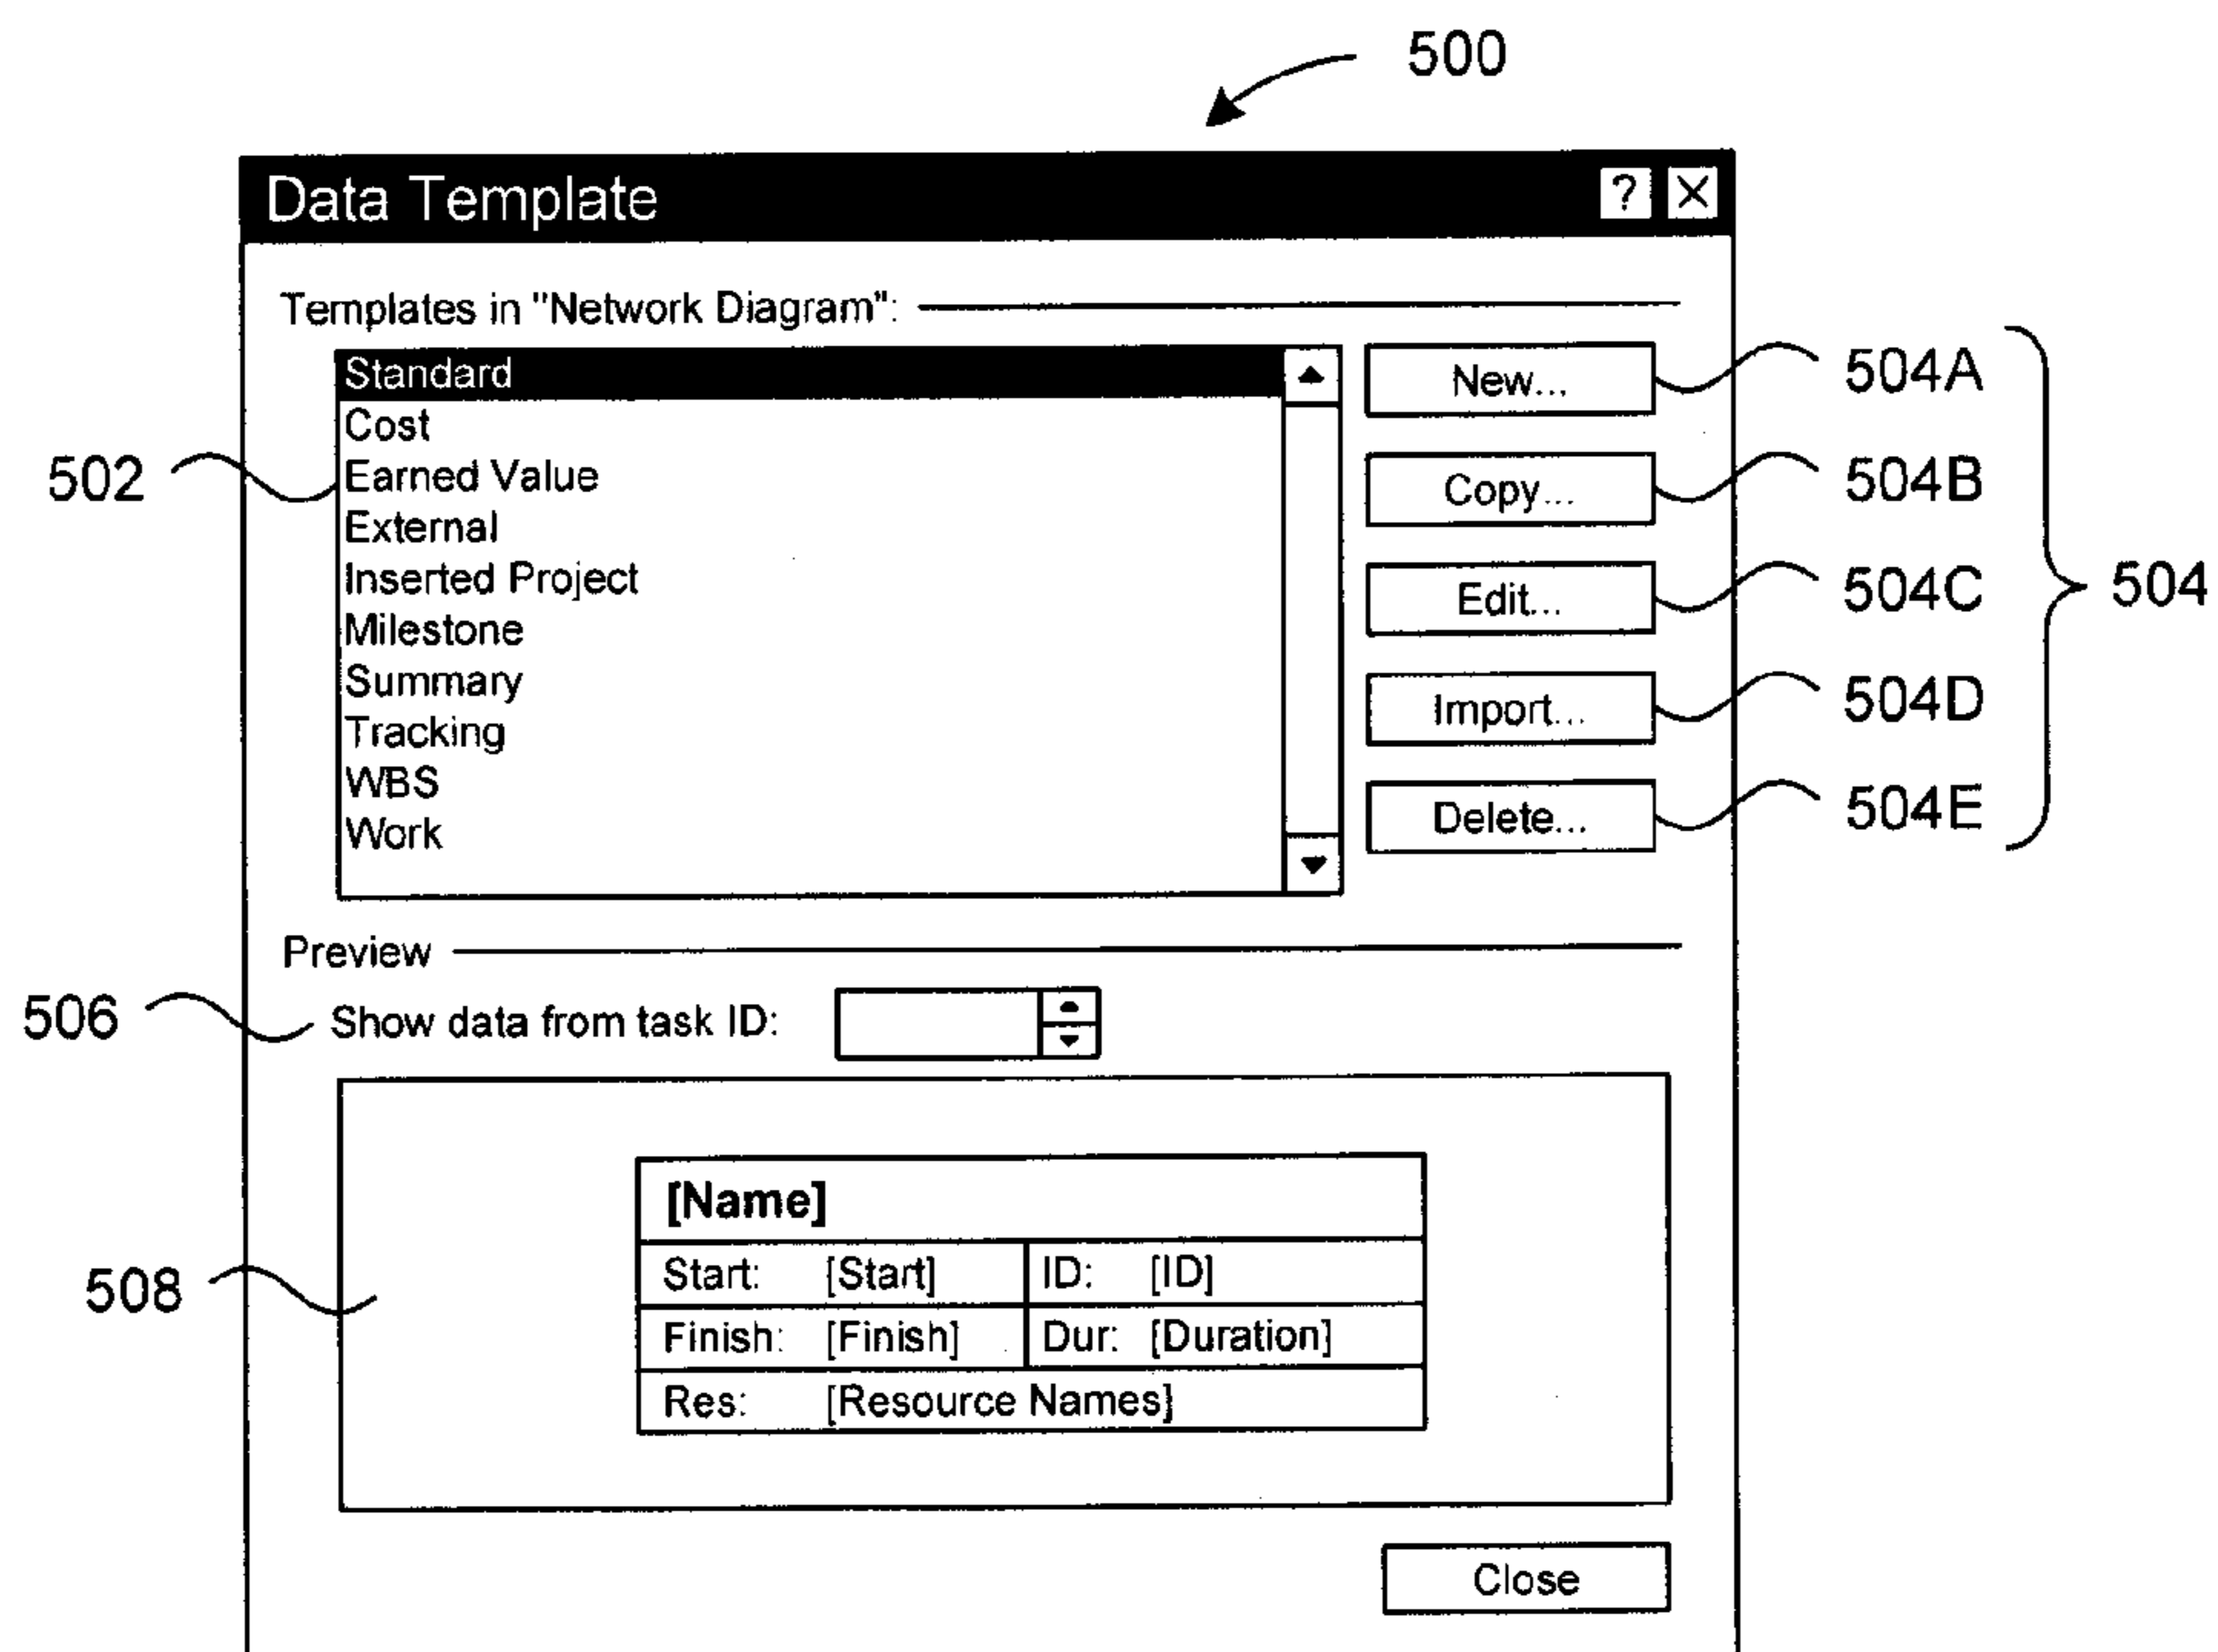 500
Data Template ? X
Templates in "Network Diagram":
Standard
Cost
Earned Value
External
Inserted Project
Milestone
Summary
Tracking
WBS
Work
New...
Copy...
Edit...
Import...
Delete...
504A
504B
504C
504D
504E
504
502
Preview
506
Show data from task ID:
508
[Name]
Start: [Start] ID: [ID]
Finish: [Finish] Dur: [Duration]
Res: [Resource Names]
Close